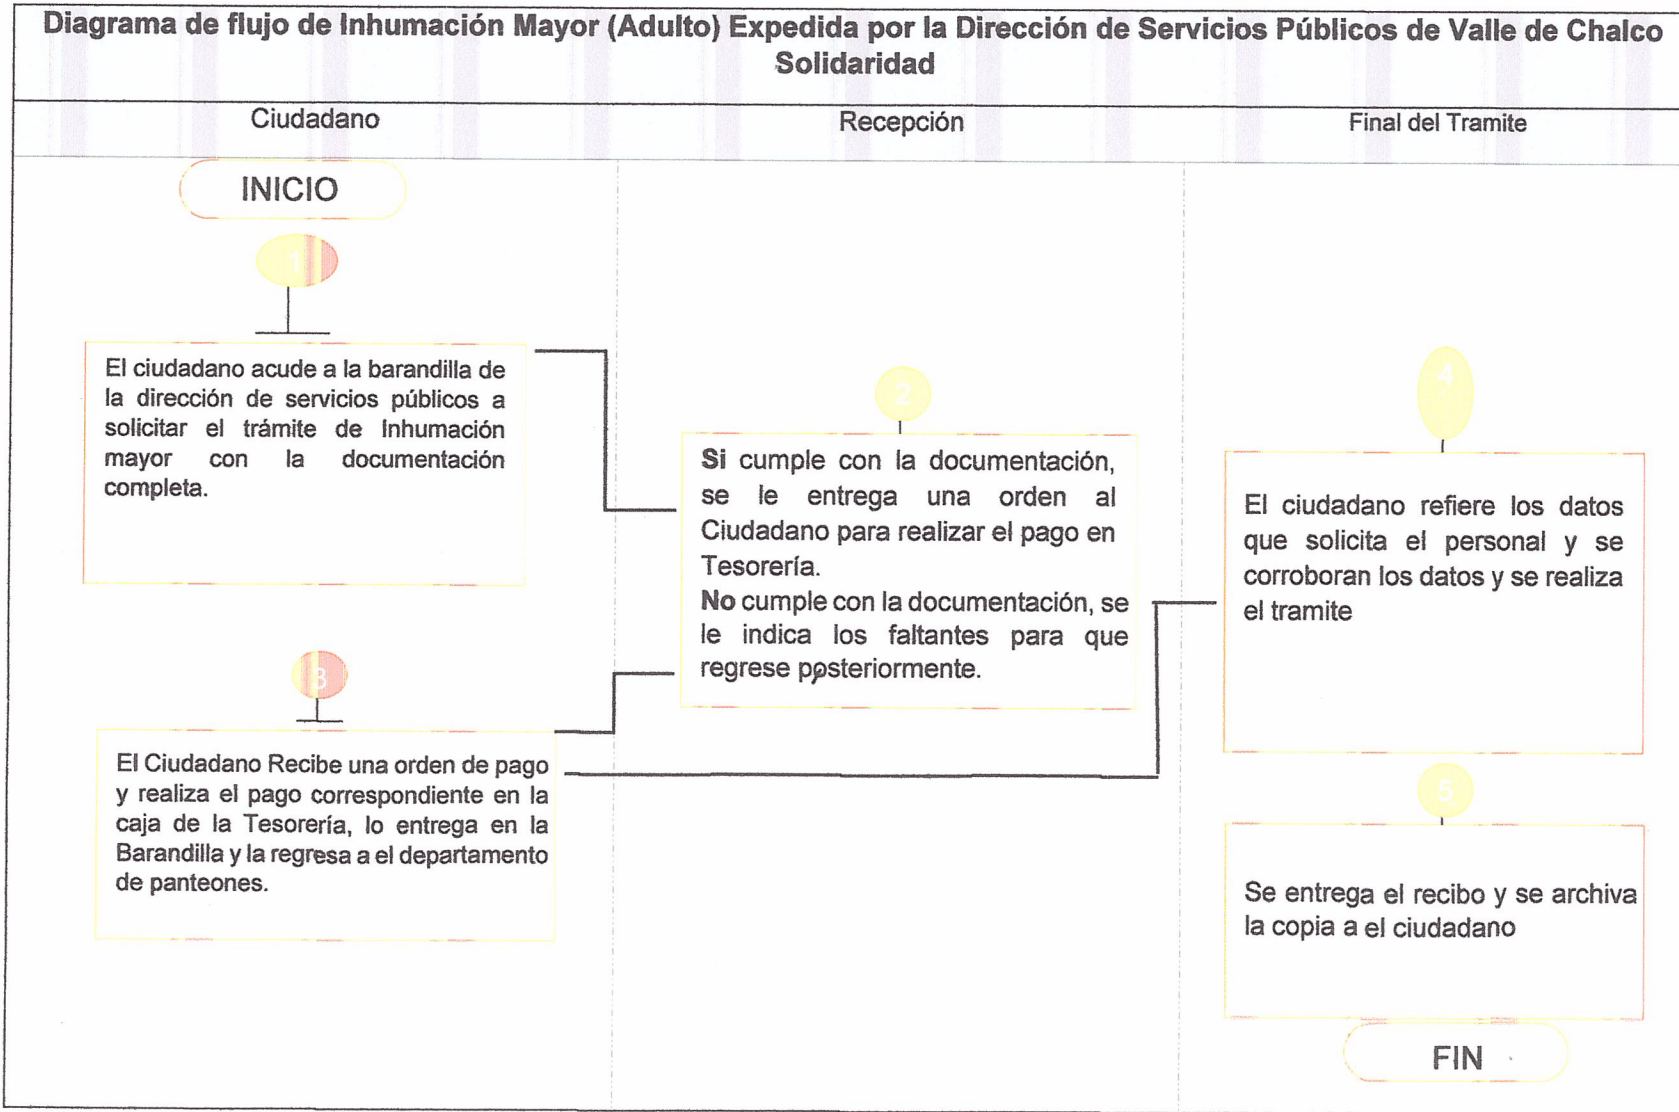 Diagrama de flujo de Inhumación Mayor (Adulto) Expedida por la Dirección de Servicios Públicos de Valle de Chalco
Solidaridad
Ciudadano
Recepción
Final del Tramite
INICIO
1
El ciudadano acude a la barandilla de
la dirección de servicios públicos a
solicitar el trámite de Inhumación
mayor con la documentación
completa.
2
Si cumple con la documentación,
se le entrega una orden al
Ciudadano para realizar el pago en
Tesorería.
No cumple con la documentación, se
le indica los faltantes para que
regrese posteriormente.
3
El Ciudadano Recibe una orden de pago
y realiza el pago correspondiente en la
caja de la Tesorería, lo entrega en la
Barandilla y la regresa a el departamento
de panteones.
4
El ciudadano refiere los datos
que solicita el personal y se
corroboran los datos y se realiza
el tramite
5
Se entrega el recibo y se archiva
la copia a el ciudadano
FIN